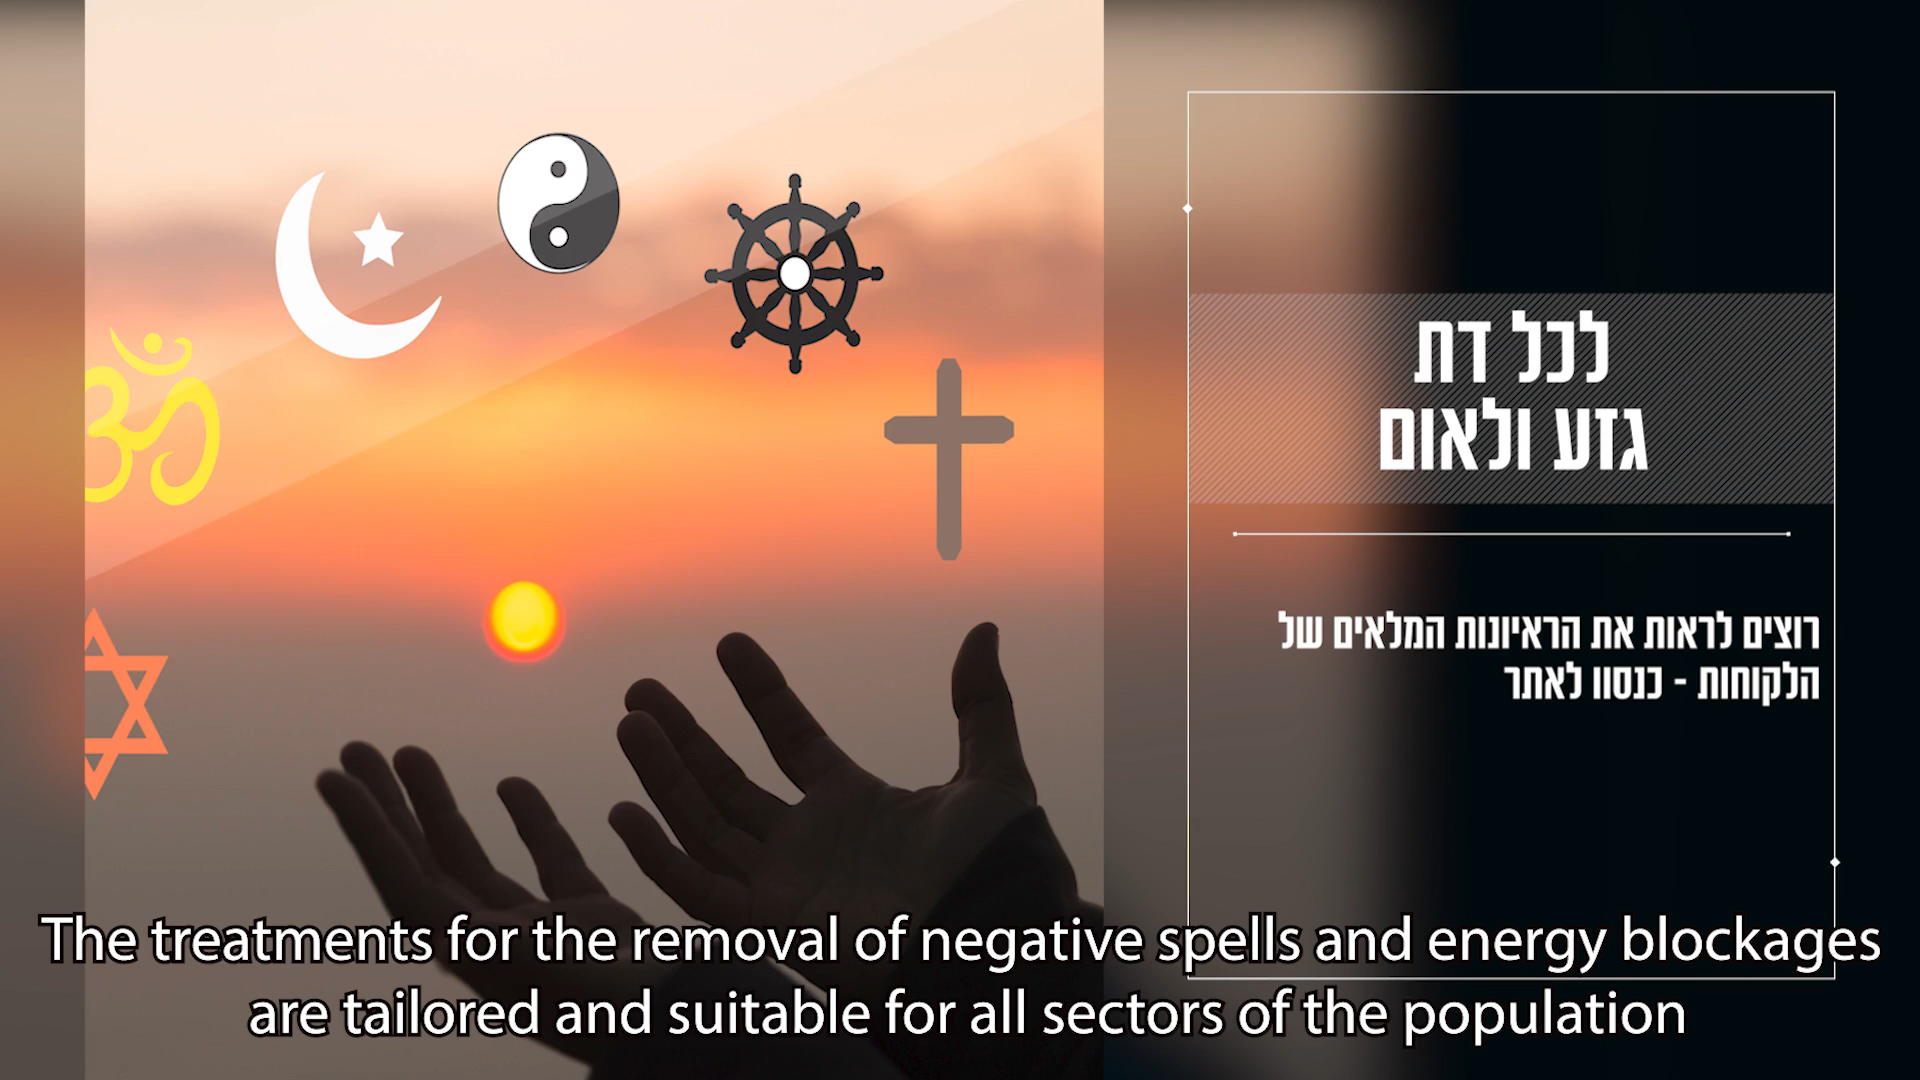 לכל דת
גזע ולאום
רוצים לראות את הראיונות המלאים של
הלקוחות - כנסוו לאתר
The treatments for the removal of negative spells and energy blockages
are tailored and suitable for all sectors of the population